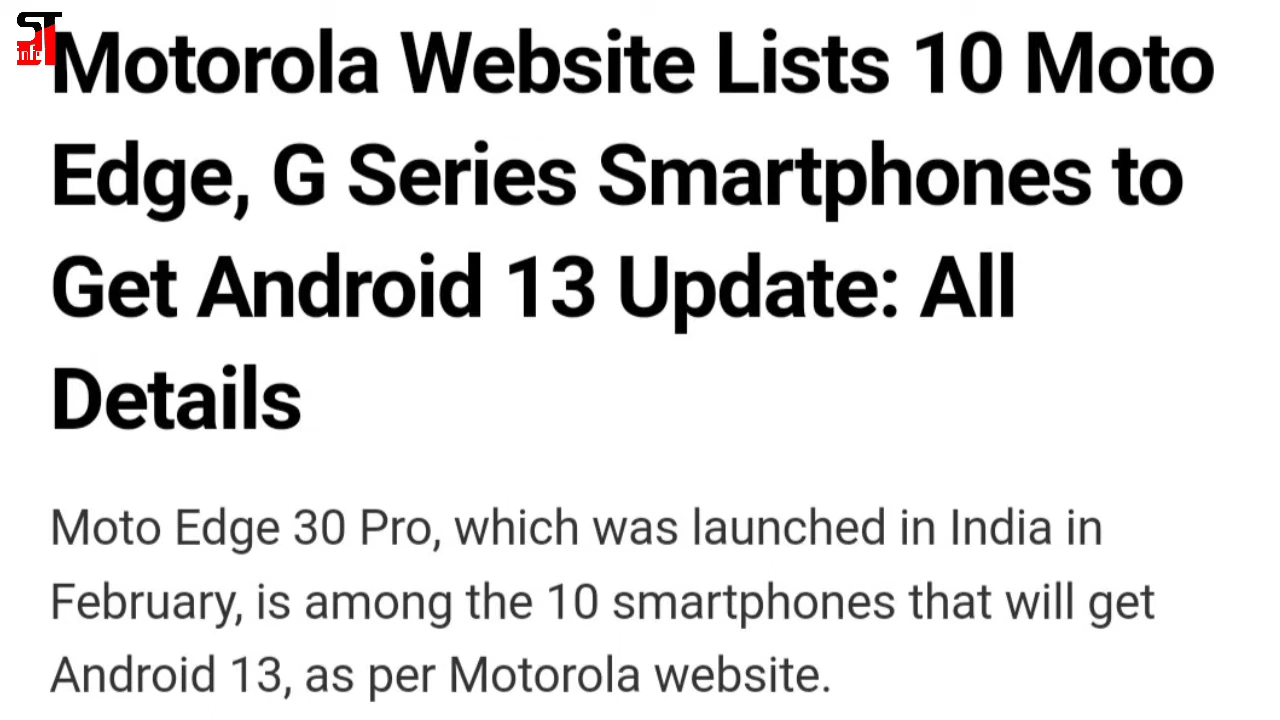 ST
info
Motorola Website Lists 10 Moto
Edge, G Series Smartphones to
Get Android 13 Update: All
Details
Moto Edge 30 Pro, which was launched in India in
February, is among the 10 smartphones that will get
Android 13, as per Motorola website.